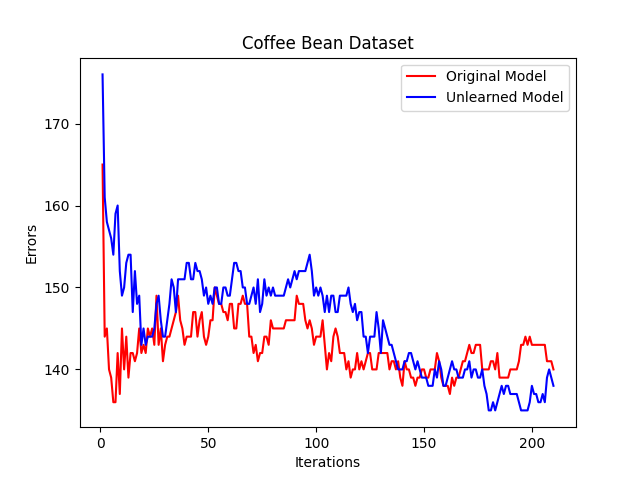 Coffee Bean Dataset
Original Model
Unlearned Model
Errors
170
160
150
140
0
50
100
150
200
Iterations